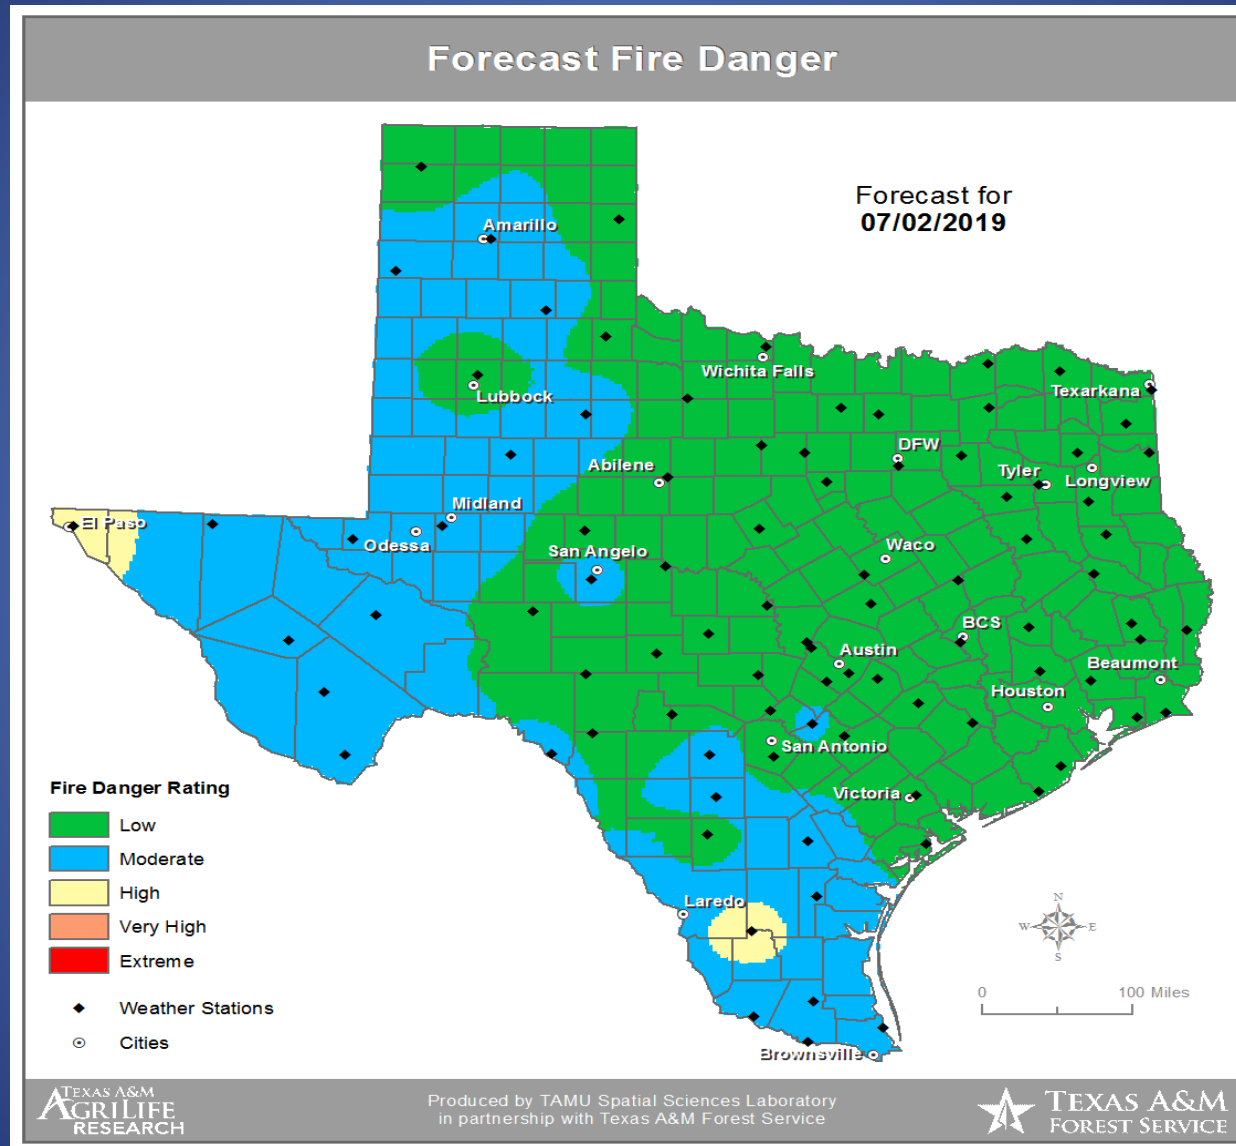 Forecast Fire Danger
Forecast for
07/02/2019
Amarillo
Lubbock
Wichita Falls
Texarkana
DFW
Abilene
Tyler
Longview
Midland
El Paso
Odessa
San Angelo
Waco
BCS
Austin
Beaumont
Houston
San Antonio
Victoria
Laredo
Brownsville
Fire Danger Rating
Low
Moderate
High
Very High
Extreme
Weather Stations
Cities
N
W E
S
0 100 Miles
TEXAS A&M
AGRILIFE
RESEARCH
Produced by TAMU Spatial Sciences Laboratory
in partnership with Texas A&M Forest Service
TEXAS A&M
FOREST SERVICE